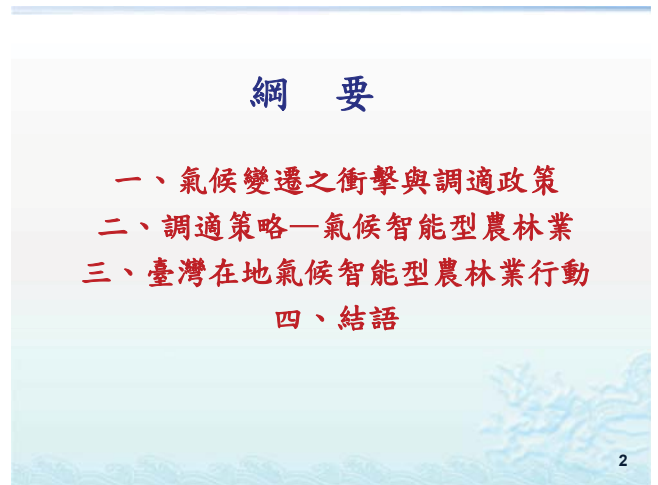 綱　要
一、氣候變遷之衝擊與調適政策
二、調適策略—氣候智能型農林業
三、臺灣在地氣候智能型農林業行動
四、結語
2